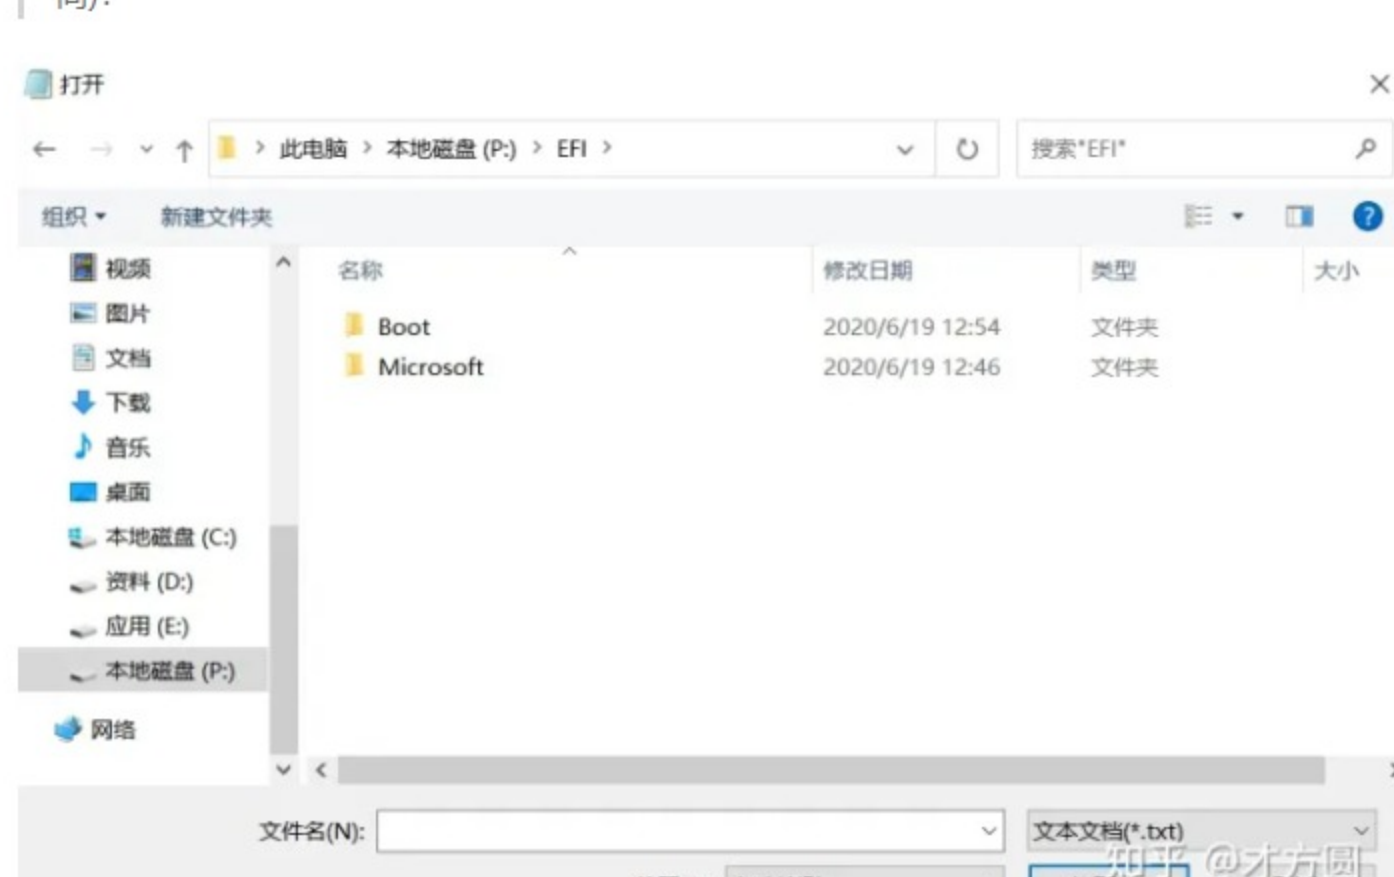 打开
此电脑 > 本地磁盘 (P:) > EFI >
搜索"EFI"
组织 新建文件夹
名称 修改日期 类型 大小
视频
图片
文档
下载
音乐
桌面
本地磁盘 (C:)
资料 (D:)
应用 (E:)
本地磁盘 (P:)
网络
Boot 2020/6/19 12:54 文件夹
Microsoft 2020/6/19 12:46 文件夹
文件名(N):
文本文档(*.txt)
知乎 @才方圆